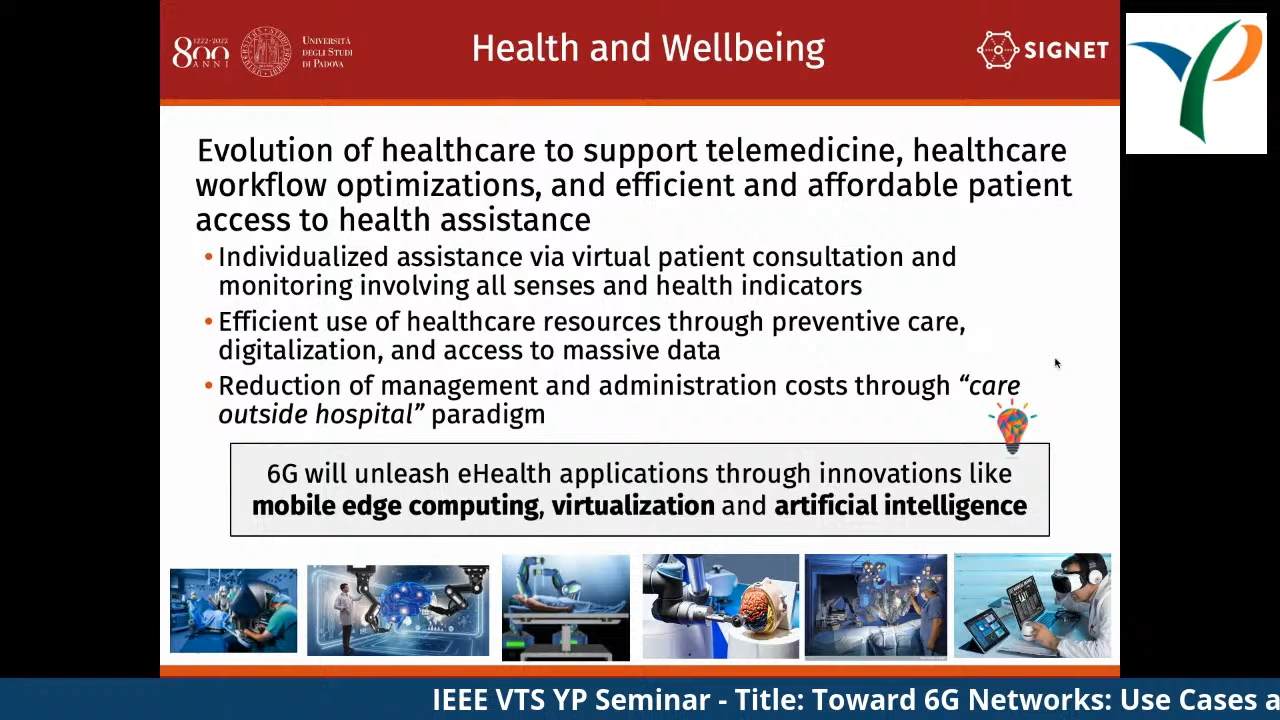 1222·2022
800
ANNI
UNIVERSITÀ
DEGLI STUDI
DI PADOVA
Health and Wellbeing
SIGNET
Evolution of healthcare to support telemedicine, healthcare
workflow optimizations, and efficient and affordable patient
access to health assistance
•Individualized assistance via virtual patient consultation and
monitoring involving all senses and health indicators
•Efficient use of healthcare resources through preventive care,
digitalization, and access to massive data
•Reduction of management and administration costs through “care
outside hospital” paradigm
6G will unleash eHealth applications through innovations like
mobile edge computing, virtualization and artificial intelligence
IEEE VTS YP Seminar - Title: Toward 6G Networks: Use Cases a